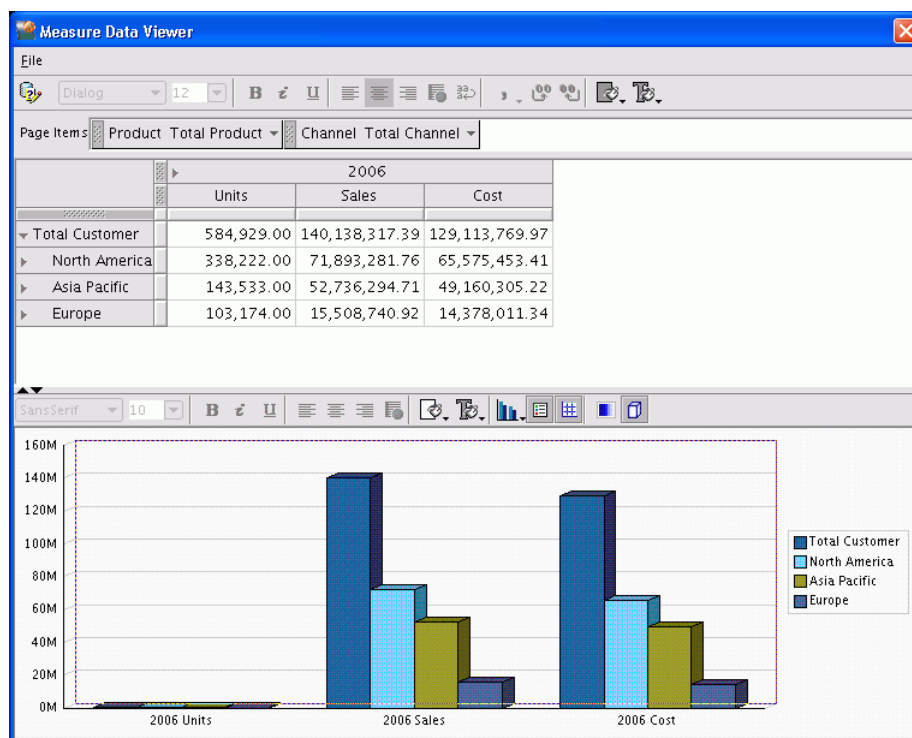 Measure Data Viewer
File
Dialog 12 B i U
Page Items Product Total Product Channel Total Channel
2006
Units Sales Cost
Total Customer 584,929.00 140,138,317.39 129,113,769.97
North America 338,222.00 71,893,281.76 65,575,453.41
Asia Pacific 143,533.00 52,736,294.71 49,160,305.22
Europe 103,174.00 15,508,740.92 14,378,011.34
SansSerif 10 B i U
160M
140M
120M
100M
80M
60M
40M
20M
0M
2006 Units 2006 Sales 2006 Cost
Total Customer
North America
Asia Pacific
Europe